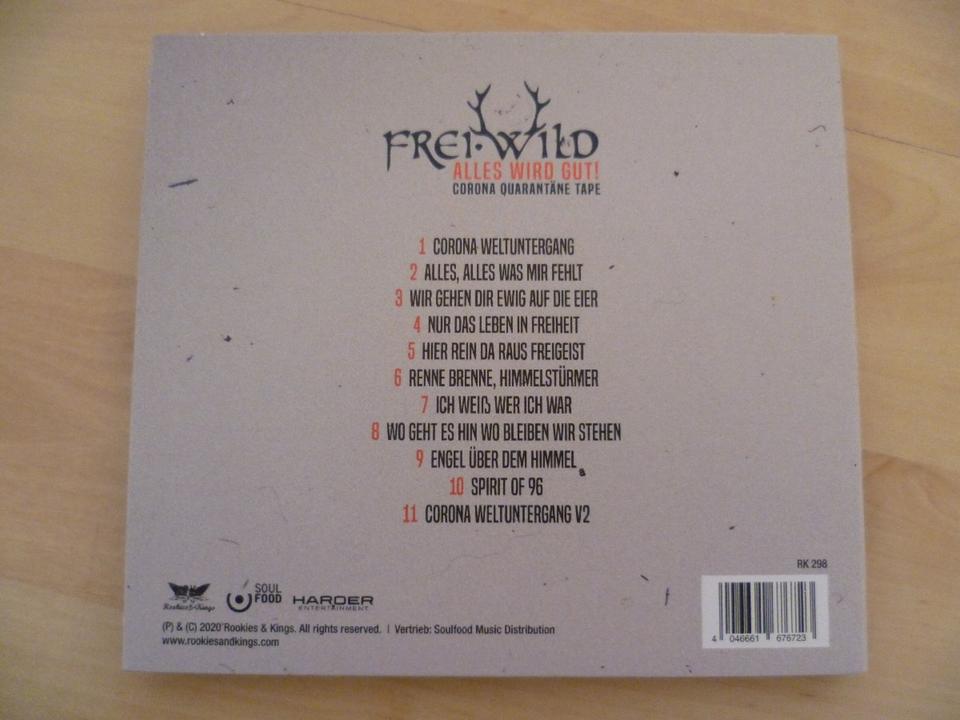 FREI.WILD
ALLES WIRD GUT!
CORONA QUARANTÄNE TAPE
1 CORONA WELTUNTERGANG
2 ALLES, ALLES WAS MIR FEHLT
3 WIR GEHEN DIR EWIG AUF DIE EIER
4 NUR DAS LEBEN IN FREIHEIT
5 HIER REIN DA RAUS FREIGEIST
6 RENNE BRENNE, HIMMELSTÜRMER
7 ICH WEIß WER ICH WAR
8 WO GEHT ES HIN WO BLEIBEN WIR STEHEN
9 ENGEL ÜBER DEM HIMMEL
10 SPIRIT OF 96
11 CORONA WELTUNTERGANG V2
RK 298
Rookies&Kings
SOUL
FOOD
HARDER
ENTERTAINMENT
(P) & (C) 2020 Rookies & Kings. All rights reserved. | Vertrieb: Soulfood Music Distribution
www.rookiesandkings.com
4 046661 676723